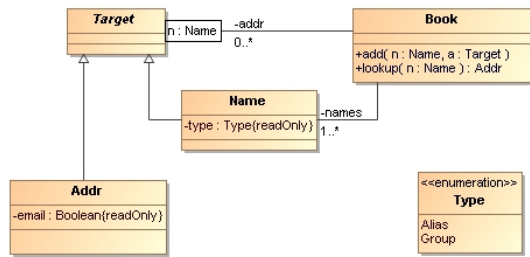 Target
n : Name
-addr
0..*
Book
+add( n : Name, a : Target )
+lookup( n : Name ) : Addr
Name
-type : Type{readOnly}
-names
1..*
Addr
-email : Boolean{readOnly}
<<enumeration>>
Type
Alias
Group